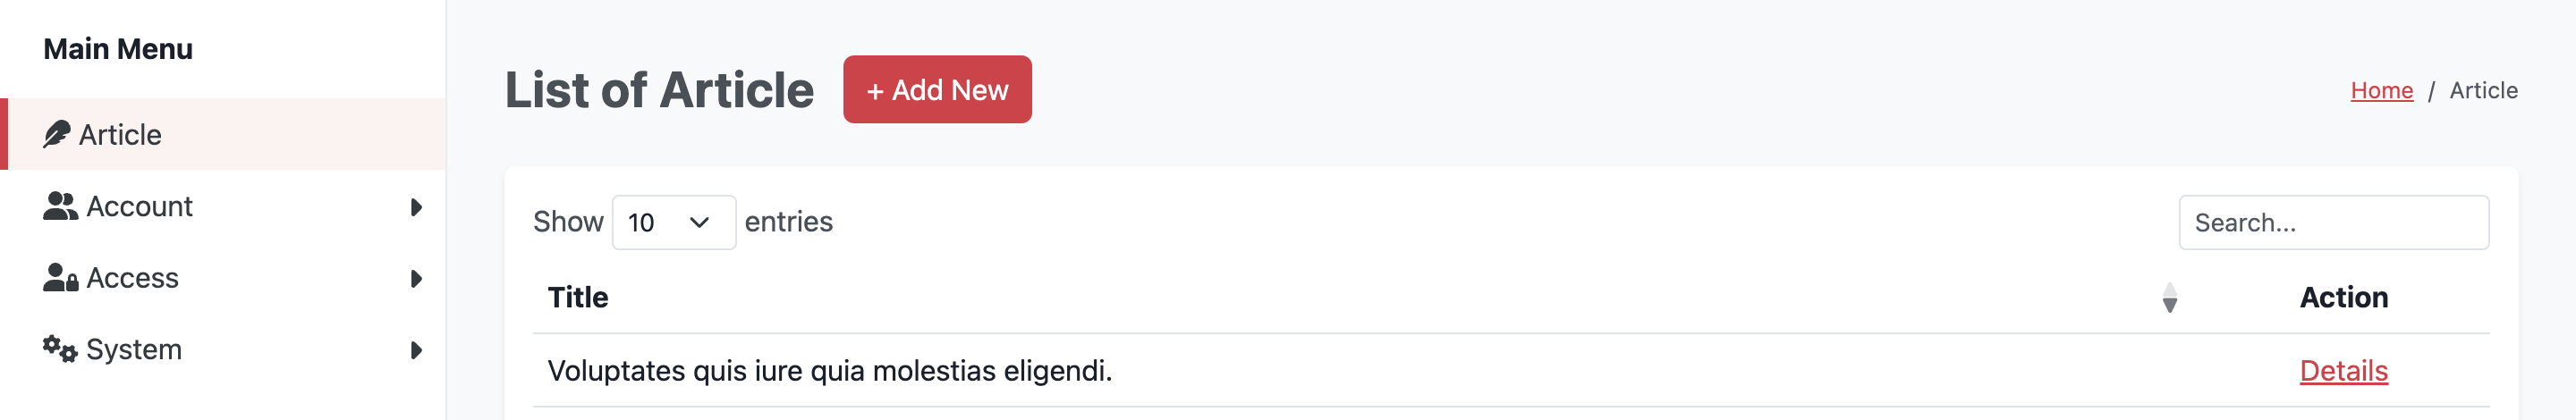 Main Menu
Article
Account
Access
System
List of Article
+ Add New
Home / Article
Show 10 entries
Search...
Title
Action
Voluptates quis iure quia molestias eligendi.
Details